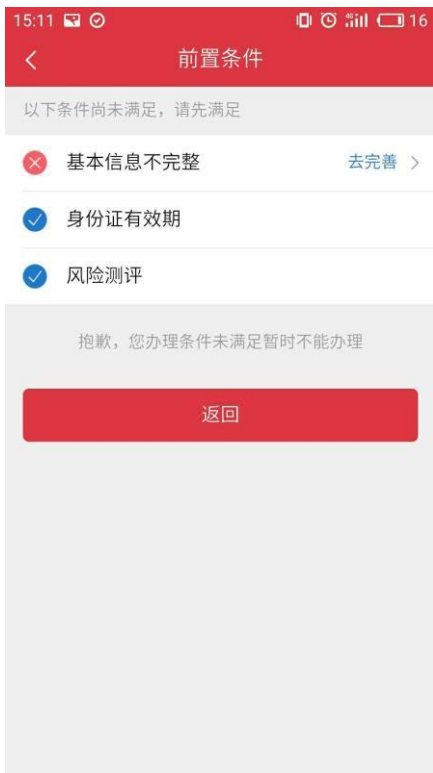 15:11 16
前置条件
以下条件尚未满足，请先满足
基本信息不完整 去完善
身份证有效期
风险测评
抱歉，您办理条件未满足暂时不能办理
返回